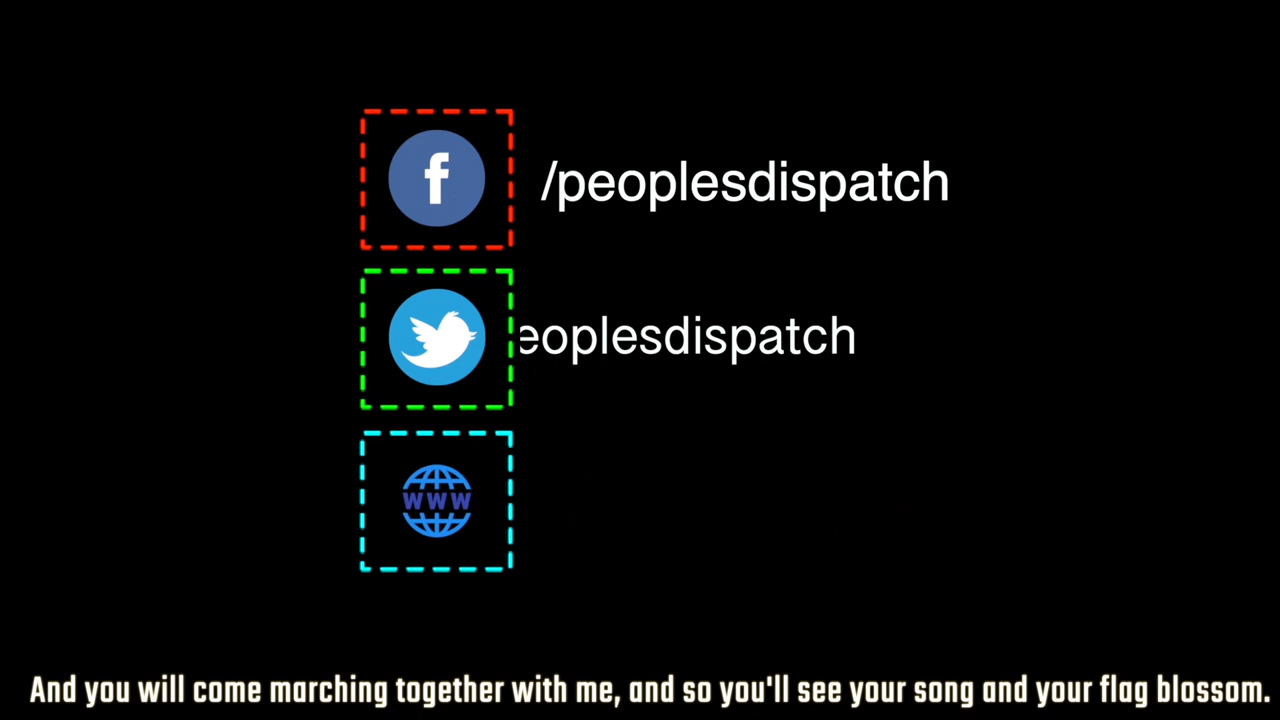 f
/peoplesdispatch
eoplesdispatch
WWW
And you will come marching together with me, and so you'll see your song and your flag blossom.